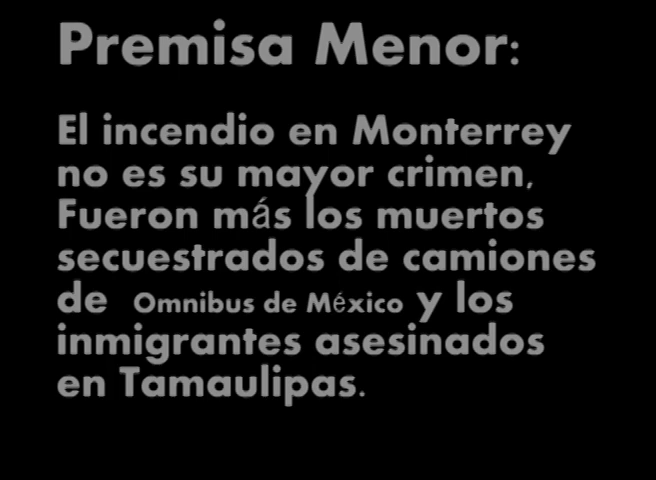 Premisa Menor:
El incendio en Monterrey
no es su mayor crimen,
Fueron más los muertos
secuestrados de camiones
de Omnibus de México y los
inmigrantes asesinados
en Tamaulipas.